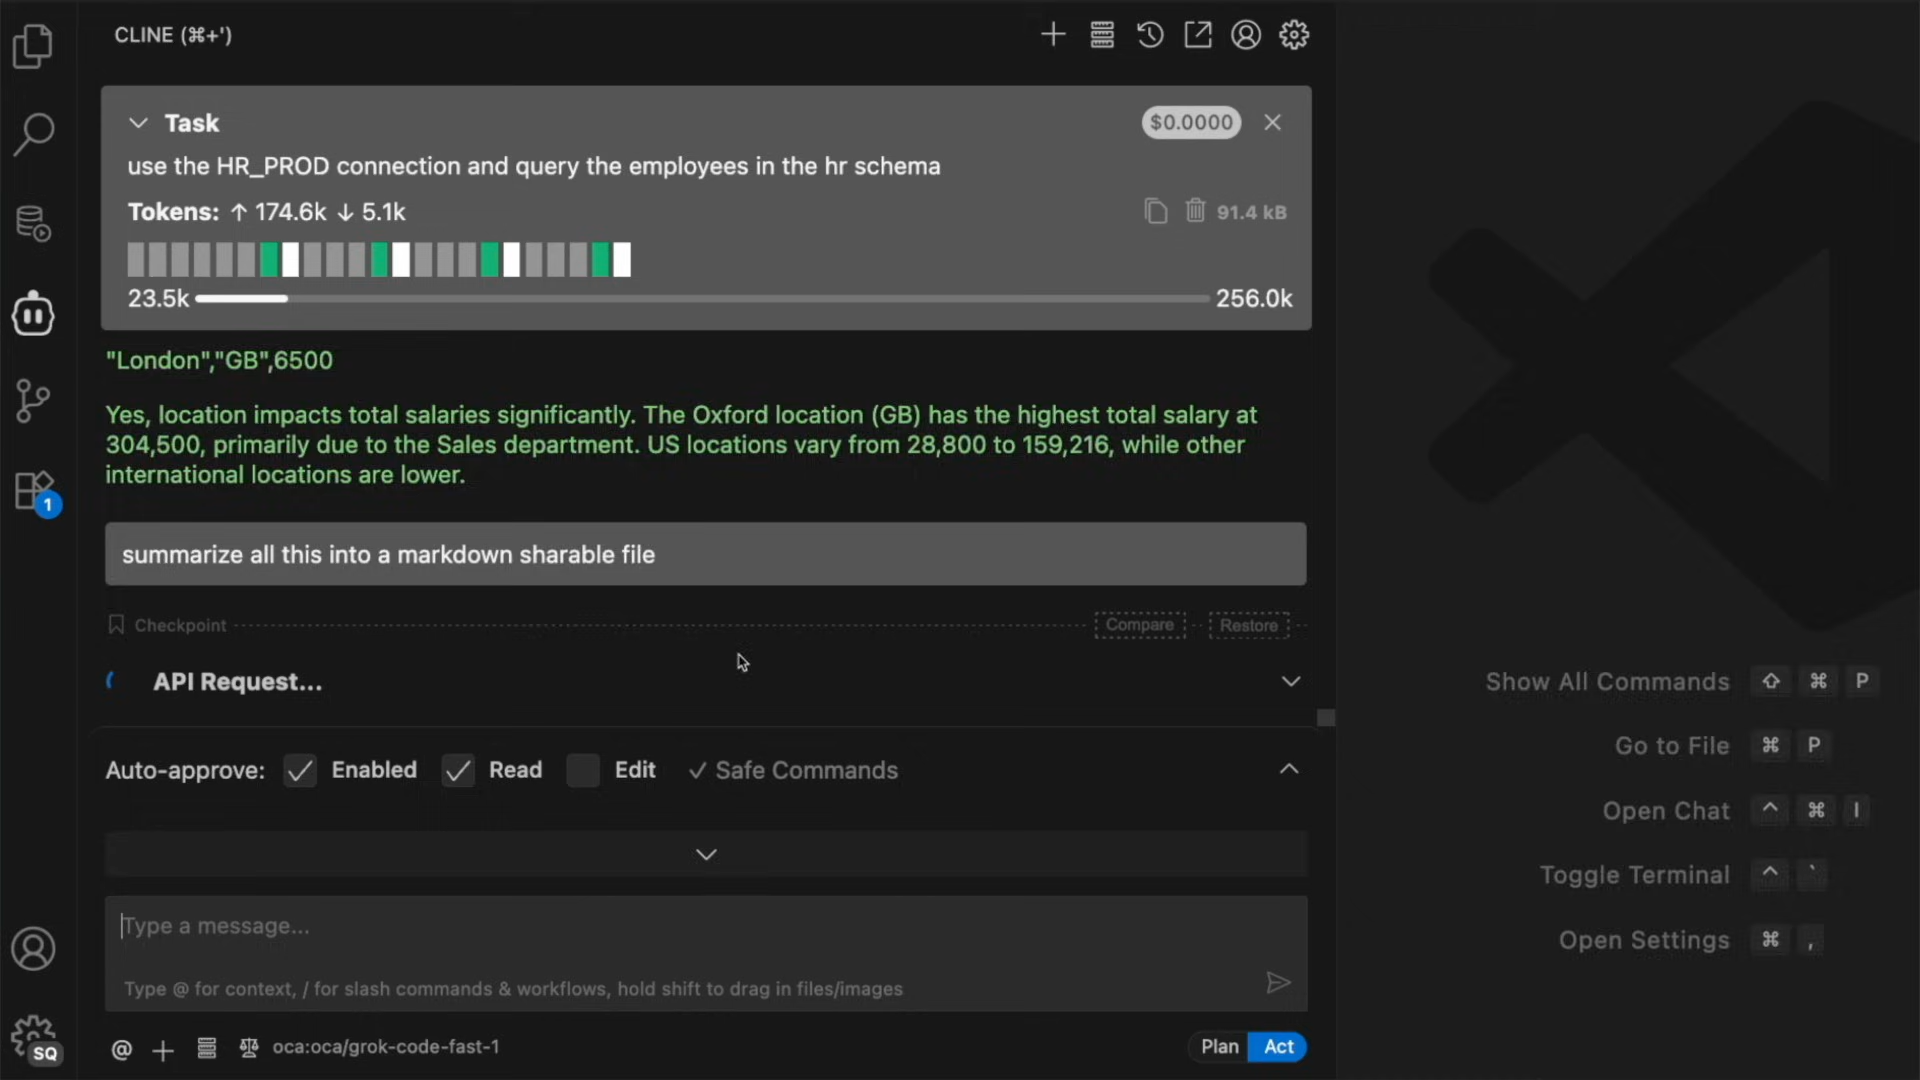 CLINE (⌘+')
Task
$0.0000
use the HR_PROD connection and query the employees in the hr schema
Tokens: ↑ 174.6k ↓ 5.1k
91.4 kB
23.5k
256.0k
"London","GB",6500
Yes, location impacts total salaries significantly. The Oxford location (GB) has the highest total salary at
304,500, primarily due to the Sales department. US locations vary from 28,800 to 159,216, while other
international locations are lower.
1
summarize all this into a markdown sharable file
Checkpoint
Compare
Restore
API Request...
Auto-approve:
Enabled
Read
Edit
✓ Safe Commands
Type a message...
Type @ for context, / for slash commands & workflows, hold shift to drag in files/images
@
oca:oca/grok-code-fast-1
Plan
Act
SQ
Show All Commands ⇧ ⌘ P
Go to File ⌘ P
Open Chat ^ ⌘ I
Toggle Terminal ^ `
Open Settings ⌘ ,